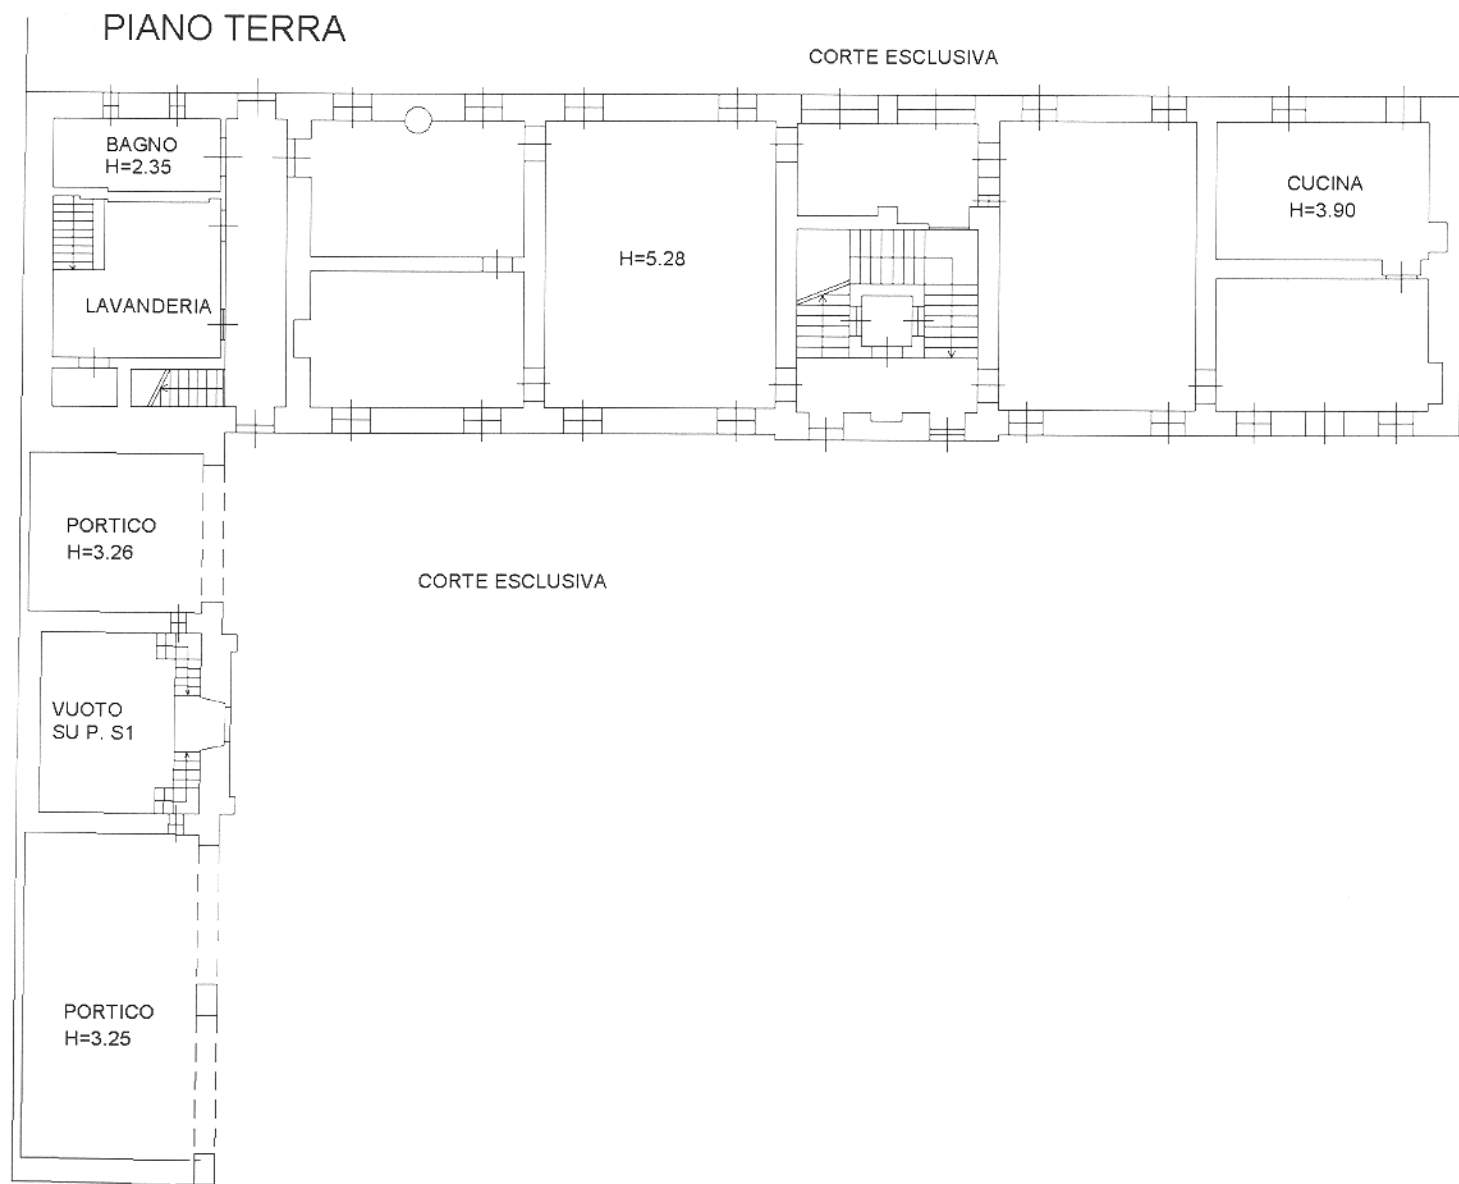 PIANO TERRA
CORTE ESCLUSIVA
BAGNO
H=2.35
CUCINA
H=3.90
H=5.28
LAVANDERIA
PORTICO
H=3.26
CORTE ESCLUSIVA
VUOTO
SU P. S1
PORTICO
H=3.25